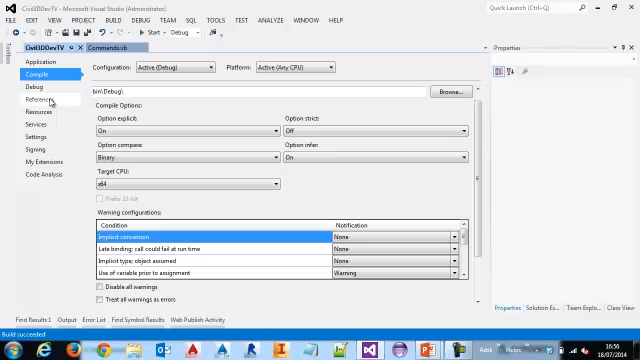 Civil3DDevTV - Microsoft Visual Studio (Administrator)
Quick Launch (Ctrl+Q)
FILE EDIT VIEW PROJECT BUILD DEBUG TEAM SQL TOOLS TEST ANALYZE WINDOW HELP
Start Debug
Toolbox
Civil3DDevTV Commands.vb
Properties
Application
Compile
Debug
References
Resources
Services
Settings
Signing
My Extensions
Code Analysis
Configuration: Active (Debug) Platform: Active (Any CPU)
bin\Debug\ Browse...
Compile Options:
Option explicit: Option strict:
On Off
Option compare: Option infer:
Binary On
Target CPU:
x64
Prefer 32-bit
Warning configurations:
Condition Notification
Implicit conversion None
Late binding; call could fail at run time None
Implicit type; object assumed None
Use of variable prior to assignment Warning
Disable all warnings
Treat all warnings as errors
Properties Solution Ex... Team Explo... Class View
Find Results 1 Output Error List Find Symbol Results Web Publish Activity
Build succeeded
Adsk Helps
16:56
18/07/2014